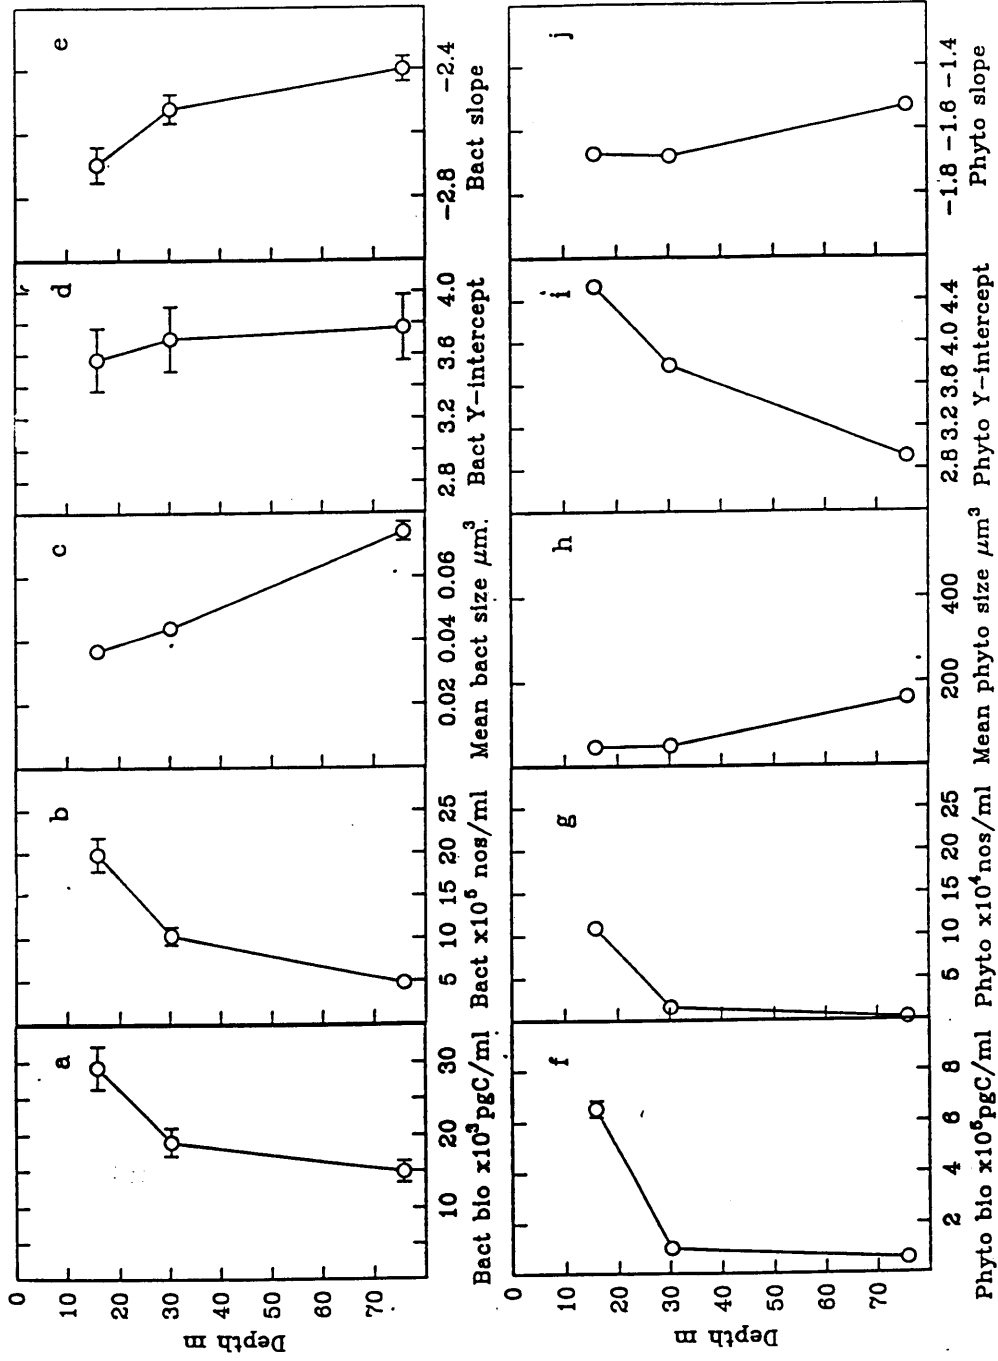 a b c d e
0
10
20
30
40
50
60
70
Depth m
10 20 30 5 10 15 20 25 0.02 0.04 0.06 2.8 3.2 3.6 4.0 −2.8 −2.4
Bact bio x10³pgC/ml Bact x10⁵ nos/ml Mean bact size μm³. Bact Y−intercept Bact slope
f g h i j
0
10
20
30
40
50
60
70
Depth m
2 4 6 8 5 10 15 20 25 200 400 2.8 3.2 3.6 4.0 4.4 −1.8 −1.6 −1.4
Phyto bio x10⁵pgC/ml Phyto x10⁴nos/ml Mean phyto size μm³ Phyto Y−intercept Phyto slope